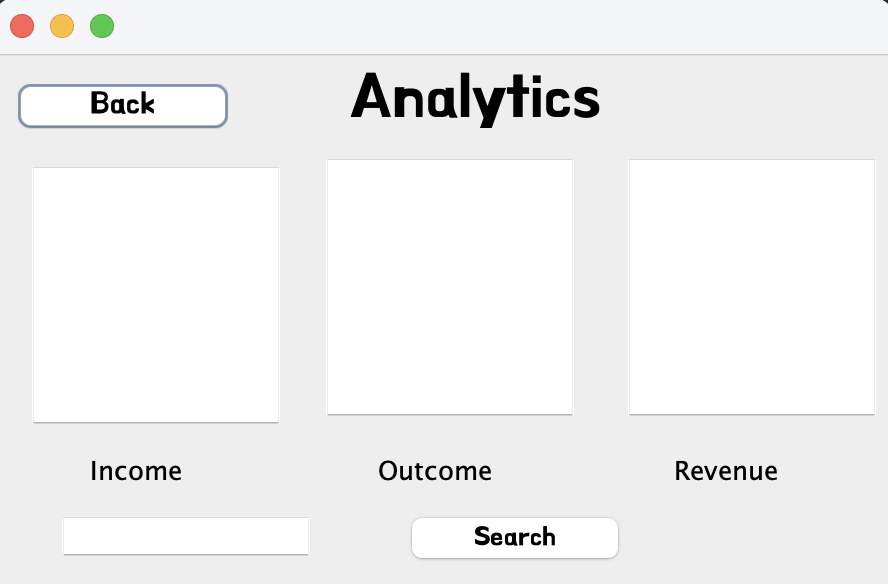 Back
Analytics
Income
Outcome
Revenue
Search